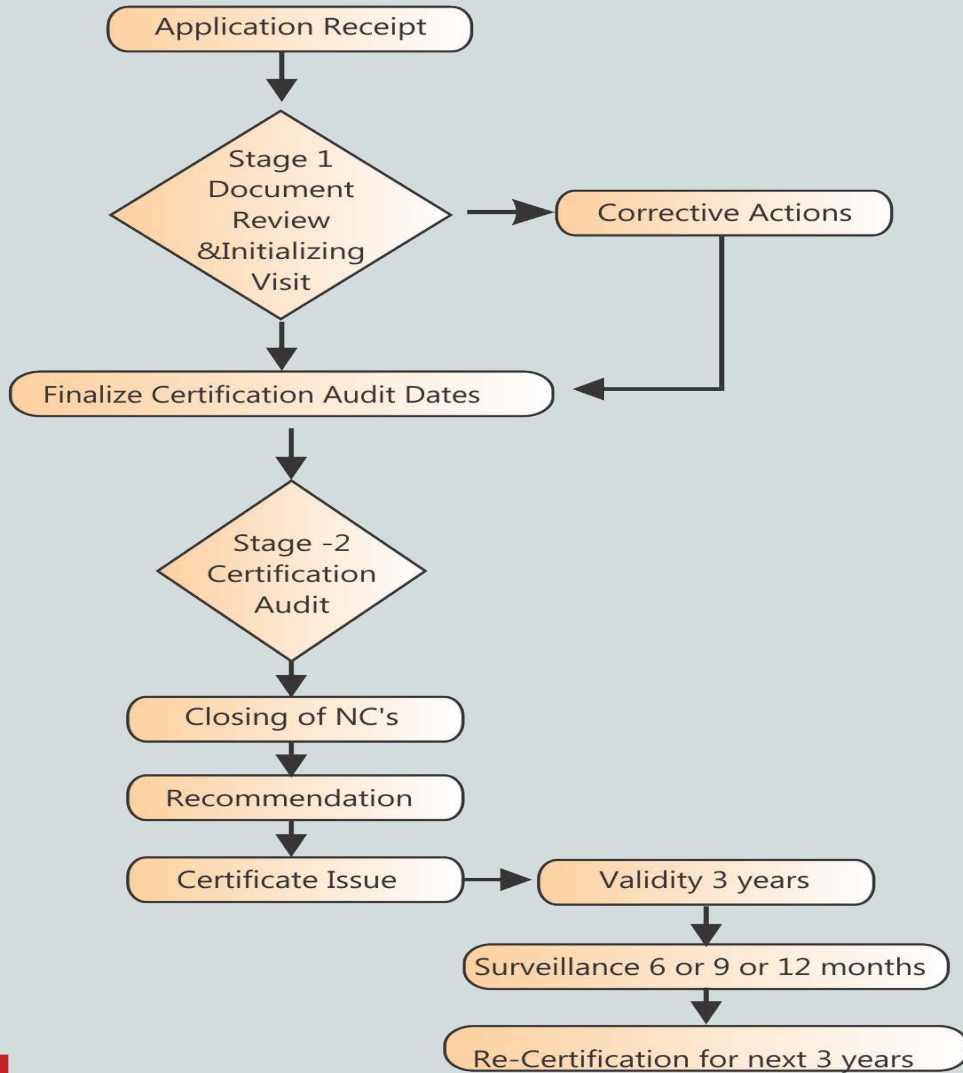 Application Receipt
Stage 1
Document
Review
&Initializing
Visit
Corrective Actions
Finalize Certification Audit Dates
Stage -2
Certification
Audit
Closing of NC's
Recommendation
Certificate Issue
Validity 3 years
Surveillance 6 or 9 or 12 months
Re-Certification for next 3 years